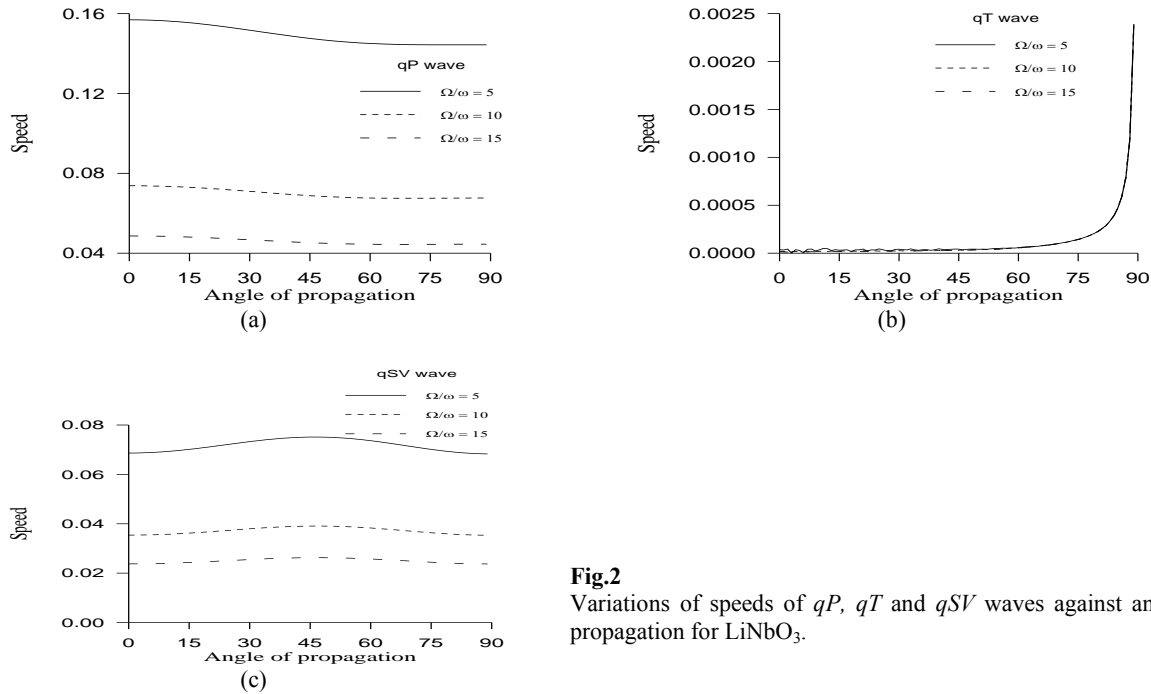 0.16
0.12
0.08
0.04
Speed
qP wave
Ω/ω = 5
Ω/ω = 10
Ω/ω = 15
0 15 30 45 60 75 90
Angle of propagation
(a)
0.0025
0.0020
0.0015
0.0010
0.0005
0.0000
Speed
qT wave
Ω/ω = 5
Ω/ω = 10
Ω/ω = 15
0 15 30 45 60 75 90
Angle of propagation
(b)
qSV wave
Ω/ω = 5
Ω/ω = 10
Ω/ω = 15
0.08
0.06
0.04
0.02
0.00
Speed
0 15 30 45 60 75 90
Angle of propagation
(c)
Fig.2
Variations of speeds of qP, qT and qSV waves against an
propagation for LiNbO₃.